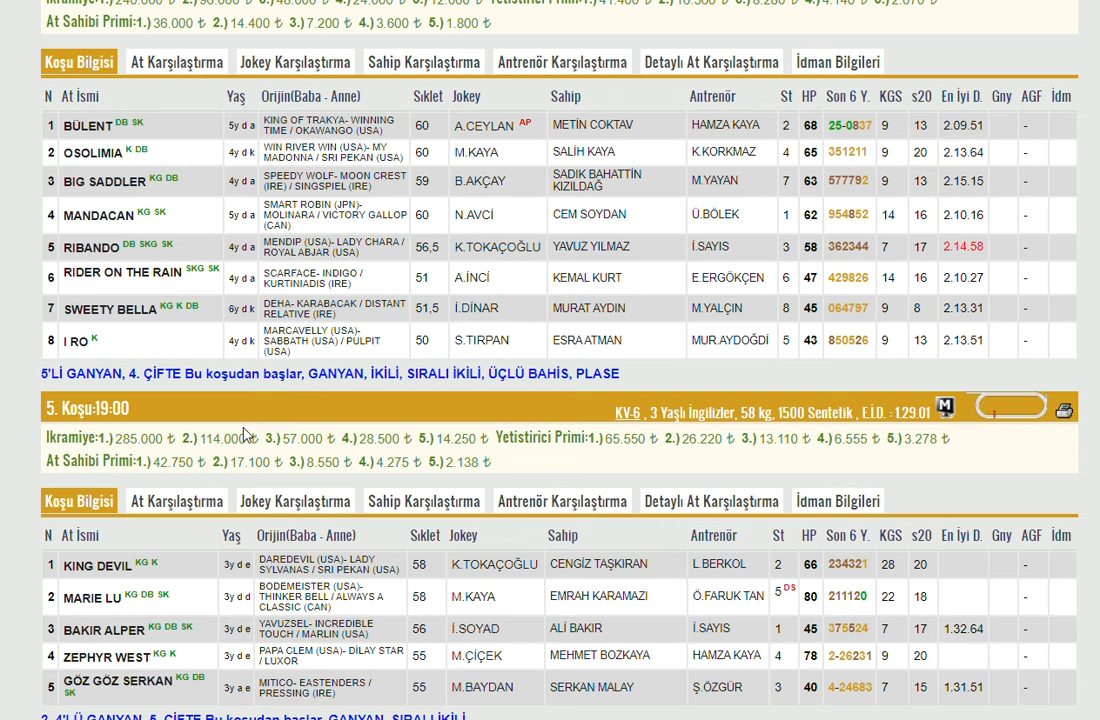 At Sahibi Primi:1.) 36.000 ₺ 2.) 14.400 ₺ 3.) 7.200 ₺ 4.) 3.600 ₺ 5.) 1.800 ₺
Koşu Bilgisi At Karşılaştırma Jokey Karşılaştırma Sahip Karşılaştırma Antrenör Karşılaştırma Detaylı At Karşılaştırma İdman Bilgileri
N At İsmi Yaş Orijin(Baba - Anne) Sıklet Jokey Sahip Antrenör St HP Son 6 Y. KGS s20 En İyi D. Gny AGF İdm
1 BÜLENT DB SK 5y d a KING OF TRAKYA- WINNING TIME / OKAWANGO (USA) 60 A.CEYLAN AP METİN COKTAV HAMZA KAYA 2 68 25-0837 9 13 2.09.51 -
2 OSOLIMIA K DB 4y d k WIN RIVER WIN (USA)- MY MADONNA / SRI PEKAN (USA) 60 M.KAYA SALİH KAYA K.KORKMAZ 4 65 351211 9 20 2.13.64 -
3 BIG SADDLER KG DB 4y d a SPEEDY WOLF- MOON CREST (IRE) / SINGSPIEL (IRE) 59 B.AKÇAY SADIK BAHATTİN KIZILDAĞ M.YAYAN 7 63 577792 9 13 2.15.15 -
4 MANDACAN KG SK 5y d a SMART ROBIN (JPN)- MOLINARA / VICTORY GALLOP (CAN) 60 N.AVCİ CEM SOYDAN Ü.BÖLEK 1 62 954852 14 16 2.10.16 -
5 RIBANDO DB SKG SK 4y d a MENDIP (USA)- LADY CHARA / ROYAL ABJAR (USA) 56,5 K.TOKAÇOĞLU YAVUZ YILMAZ İ.SAYIS 3 58 362344 7 17 2.14.58 -
6 RIDER ON THE RAIN SKG SK 4y d a SCARFACE- INDIGO / KURTINIADIS (IRE) 51 A.İNCİ KEMAL KURT E.ERGÖKÇEN 6 47 429826 14 16 2.10.27 -
7 SWEETY BELLA KG K DB 6y d k DEHA- KARABACAK / DISTANT RELATIVE (IRE) 51,5 İ.DİNAR MURAT AYDIN M.YALÇIN 8 45 064797 9 8 2.13.31 -
8 I RO K 4y d k MARCAVELLY (USA)- SABBATH (USA) / PULPIT (USA) 50 S.TIRPAN ESRA ATMAN MUR.AYDOĞDİ 5 43 850526 9 13 2.13.51 -
5'Lİ GANYAN, 4. ÇİFTE Bu koşudan başlar, GANYAN, İKİLİ, SIRALI İKİLİ, ÜÇLÜ BAHİS, PLASE
5. Koşu:19:00 KV-6 , 3 Yaşlı İngilizler, 58 kg, 1500 Sentetik , E.İ.D. : 1.29.01 M
İkramiye:1.) 285.000 ₺ 2.) 114.000 ₺ 3.) 57.000 ₺ 4.) 28.500 ₺ 5.) 14.250 ₺ Yetistirici Primi:1.) 65.550 ₺ 2.) 26.220 ₺ 3.) 13.110 ₺ 4.) 6.555 ₺ 5.) 3.278 ₺
At Sahibi Primi:1.) 42.750 ₺ 2.) 17.100 ₺ 3.) 8.550 ₺ 4.) 4.275 ₺ 5.) 2.138 ₺
Koşu Bilgisi At Karşılaştırma Jokey Karşılaştırma Sahip Karşılaştırma Antrenör Karşılaştırma Detaylı At Karşılaştırma İdman Bilgileri
N At İsmi Yaş Orijin(Baba - Anne) Sıklet Jokey Sahip Antrenör St HP Son 6 Y. KGS s20 En İyi D. Gny AGF İdm
1 KING DEVIL KG K 3y d e DAREDEVIL (USA)- LADY SYLVANAS / SRI PEKAN (USA) 58 K.TOKAÇOĞLU CENGİZ TAŞKIRAN L.BERKOL 2 66 234321 28 20 -
2 MARIE LU KG DB SK 3y d d BODEMEISTER (USA)- THINKER BELL / ALWAYS A CLASSIC (CAN) 58 M.KAYA EMRAH KARAMAZI Ö.FARUK TAN 5 DS 80 211120 22 18 -
3 BAKIR ALPER KG DB SK 3y d e YAVUZSEL- INCREDIBLE TOUCH / MARLIN (USA) 56 İ.SOYAD ALİ BAKIR İ.SAYIS 1 45 375524 7 17 1.32.64 -
4 ZEPHYR WEST KG K 3y d e PAPA CLEM (USA)- DİLAY STAR / LUXOR 55 M.ÇİÇEK MEHMET BOZKAYA HAMZA KAYA 4 78 2-26231 9 20 -
5 GÖZ GÖZ SERKAN KG DB SK 3y a e MITICO- EASTENDERS / PRESSING (IRE) 55 M.BAYDAN SERKAN MALAY Ş.ÖZGÜR 3 40 4-24683 7 15 1.31.51 -
2. 4'LÜ GANYAN, 5. ÇİFTE Bu koşudan başlar, GANYAN, SIRALI İKİLİ